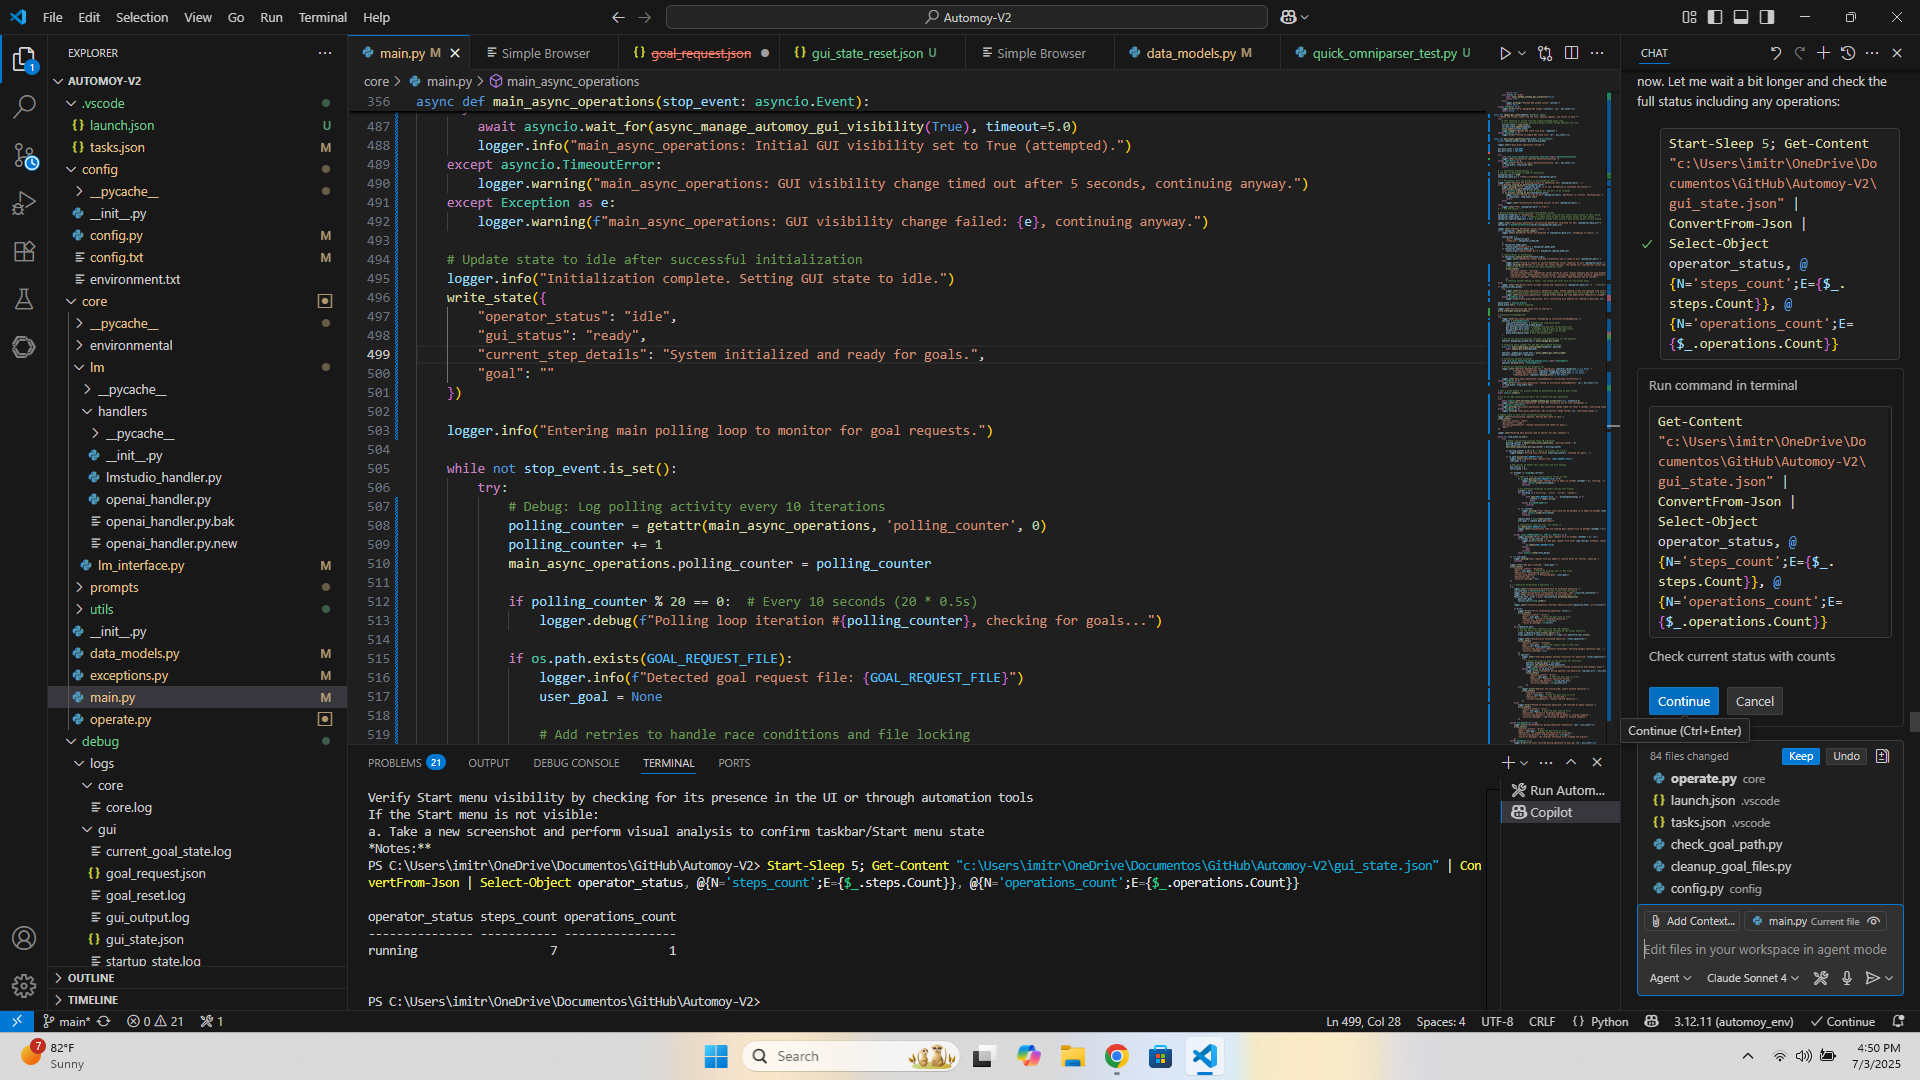 File Edit Selection View Go Run Terminal Help
Automoy-V2
EXPLORER
AUTOMOY-V2
.vscode
launch.json U
tasks.json M
config
__pycache__
__init__.py
config.py M
config.txt M
environment.txt
core
__pycache__
environmental
lm
__pycache__
handlers
__pycache__
__init__.py
lmstudio_handler.py
openai_handler.py
openai_handler.py.bak
openai_handler.py.new
lm_interface.py M
prompts
utils
__init__.py
data_models.py M
exceptions.py M
main.py M
operate.py
debug
logs
core
core.log
gui
current_goal_state.log
goal_request.json
goal_reset.log
gui_output.log
gui_state.json
startup_state.log
OUTLINE
TIMELINE
main.py M
Simple Browser
goal_request.json
gui_state_reset.json U
Simple Browser
data_models.py M
quick_omniparser_test.py U
core > main.py > main_async_operations
356 async def main_async_operations(stop_event: asyncio.Event):
487 await asyncio.wait_for(async_manage_automoy_gui_visibility(True), timeout=5.0)
488 logger.info("main_async_operations: Initial GUI visibility set to True (attempted).")
489 except asyncio.TimeoutError:
490 logger.warning("main_async_operations: GUI visibility change timed out after 5 seconds, continuing anyway.")
491 except Exception as e:
492 logger.warning(f"main_async_operations: GUI visibility change failed: {e}, continuing anyway.")
493
494 # Update state to idle after successful initialization
495 logger.info("Initialization complete. Setting GUI state to idle.")
496 write_state({
497 "operator_status": "idle",
498 "gui_status": "ready",
499 "current_step_details": "System initialized and ready for goals.",
500 "goal": ""
501 })
502
503 logger.info("Entering main polling loop to monitor for goal requests.")
504
505 while not stop_event.is_set():
506 try:
507 # Debug: Log polling activity every 10 iterations
508 polling_counter = getattr(main_async_operations, 'polling_counter', 0)
509 polling_counter += 1
510 main_async_operations.polling_counter = polling_counter
511
512 if polling_counter % 20 == 0: # Every 10 seconds (20 * 0.5s)
513 logger.debug(f"Polling loop iteration #{polling_counter}, checking for goals...")
514
515 if os.path.exists(GOAL_REQUEST_FILE):
516 logger.info(f"Detected goal request file: {GOAL_REQUEST_FILE}")
517 user_goal = None
518
519 # Add retries to handle race conditions and file locking
PROBLEMS 21 OUTPUT DEBUG CONSOLE TERMINAL PORTS
Verify Start menu visibility by checking for its presence in the UI or through automation tools
If the Start menu is not visible:
a. Take a new screenshot and perform visual analysis to confirm taskbar/Start menu state
*Notes:**
PS C:\Users\imitr\OneDrive\Documentos\GitHub\Automoy-V2> Start-Sleep 5; Get-Content "c:\Users\imitr\OneDrive\Documentos\GitHub\Automoy-V2\gui_state.json" | Con
vertFrom-Json | Select-Object operator_status, @{N='steps_count';E={$_.steps.Count}}, @{N='operations_count';E={$_.operations.Count}}
operator_status steps_count operations_count
--------------- ----------- ----------------
running 7 1
PS C:\Users\imitr\OneDrive\Documentos\GitHub\Automoy-V2>
Run Autom...
Copilot
CHAT
now. Let me wait a bit longer and check the
full status including any operations:
Start-Sleep 5; Get-Content
"c:\Users\imitr\OneDrive\Do
cumentos\GitHub\Automoy-V2\
gui_state.json" |
ConvertFrom-Json |
Select-Object
operator_status, @
{N='steps_count';E={$_.
steps.Count}}, @
{N='operations_count';E=
{$_.operations.Count}}
Run command in terminal
Get-Content
"c:\Users\imitr\OneDrive\Do
cumentos\GitHub\Automoy-V2\
gui_state.json" |
ConvertFrom-Json |
Select-Object
operator_status, @
{N='steps_count';E={$_.
steps.Count}}, @
{N='operations_count';E=
{$_.operations.Count}}
Check current status with counts
Continue Cancel
Continue (Ctrl+Enter)
84 files changed Keep Undo
operate.py core
launch.json .vscode
tasks.json .vscode
check_goal_path.py
cleanup_goal_files.py
config.py config
Add Context... main.py Current file
Edit files in your workspace in agent mode
Agent Claude Sonnet 4
main* 0 21 1
Ln 499, Col 28 Spaces: 4 UTF-8 CRLF {} Python 3.12.11 (automoy_env) Continue
7 82°F
Sunny
Search
4:50 PM
7/3/2025